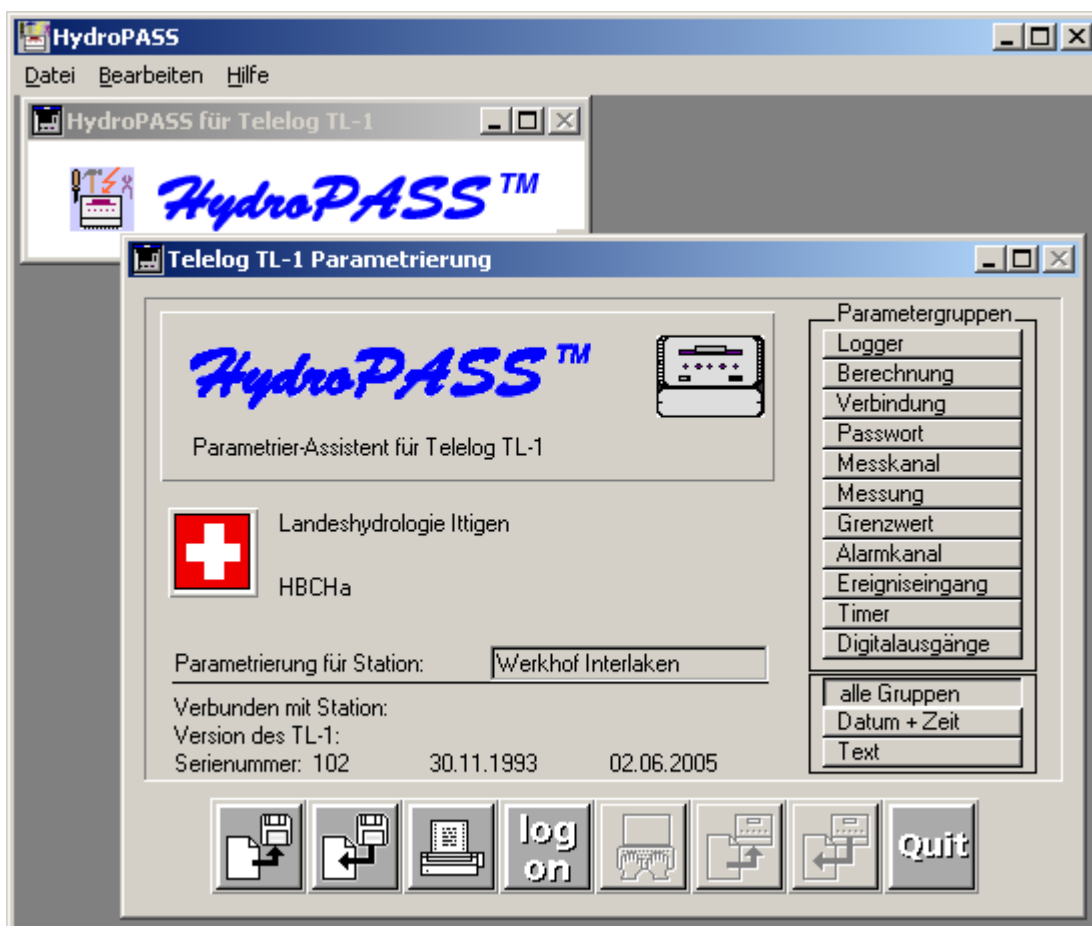 HydroPASS
Datei Bearbeiten Hilfe
HydroPASS für Telelog TL-1
HydroPASS™
Telelog TL-1 Parametrierung
HydroPASS™
Parametrier-Assistent für Telelog TL-1
Landeshydrologie Ittigen
HBCHa
Parametrierung für Station: Werkhof Interlaken
Verbunden mit Station:
Version des TL-1:
Serienummer: 102 30.11.1993 02.06.2005
Parametergruppen
Logger
Berechnung
Verbindung
Passwort
Messkanal
Messung
Grenzwert
Alarmkanal
Ereigniseingang
Timer
Digitalausgänge
alle Gruppen
Datum + Zeit
Text
log
on
Quit